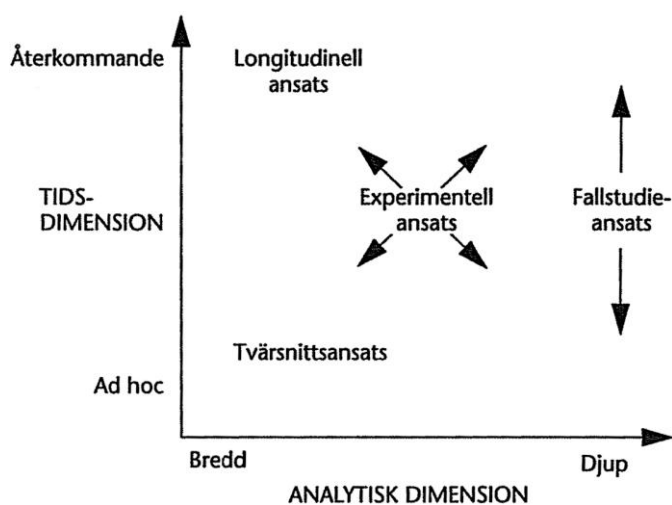 Återkommande
Longitudinell
ansats
TIDS-
DIMENSION
Experimentell
ansats
Fallstudie-
ansats
Tvärsnittsansats
Ad hoc
Bredd
Djup
ANALYTISK DIMENSION